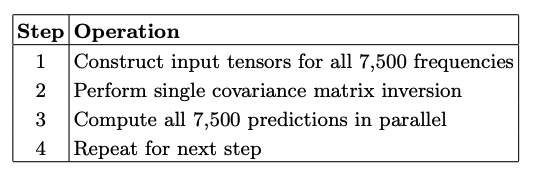 Step Operation
1 Construct input tensors for all 7,500 frequencies
2 Perform single covariance matrix inversion
3 Compute all 7,500 predictions in parallel
4 Repeat for next step